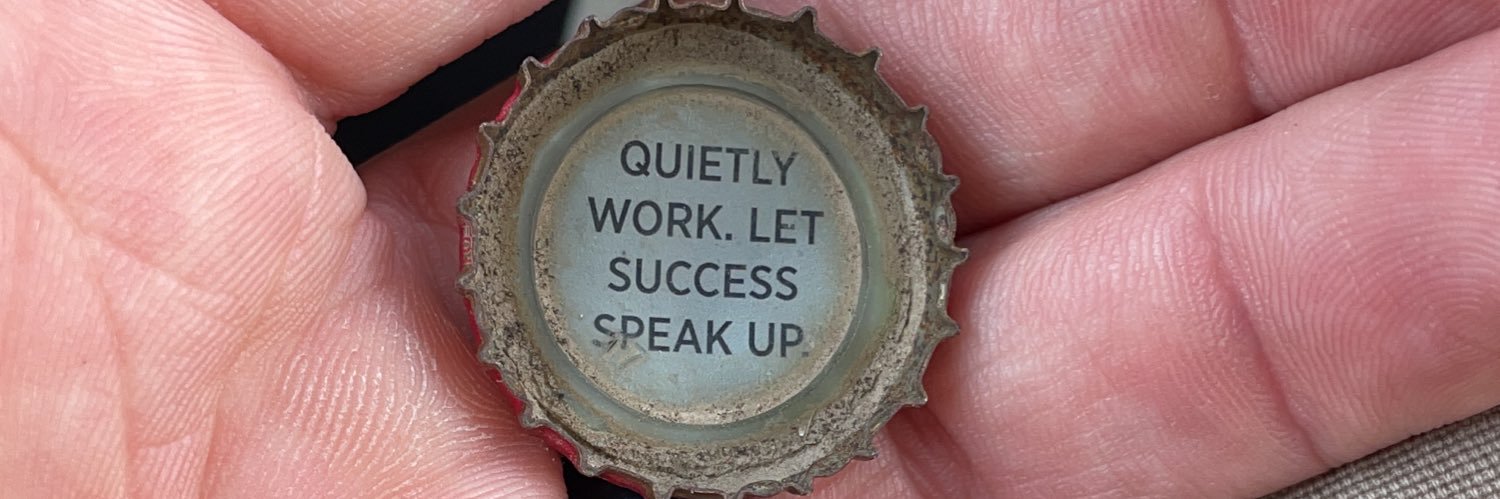 QUIETLY
WORK. LET
SUCCESS
SPEAK UP.